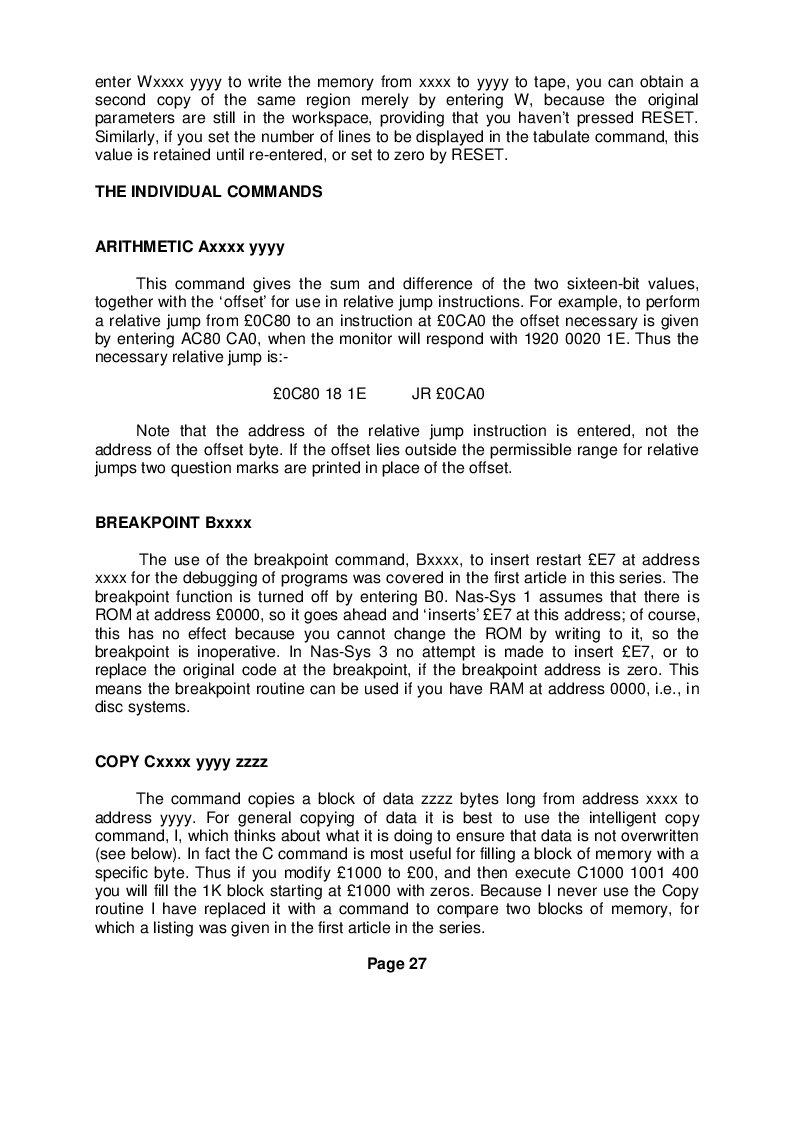 enter Wxxxx yyyy to write the memory from xxxx to yyyy to tape, you can obtain a
second copy of the same region merely by entering W, because the original
parameters are still in the workspace, providing that you haven't pressed RESET.
Similarly, if you set the number of lines to be displayed in the tabulate command, this
value is retained until re-entered, or set to zero by RESET.
THE INDIVIDUAL COMMANDS
ARITHMETIC Axxxx yyyy
This command gives the sum and difference of the two sixteen-bit values,
together with the 'offset' for use in relative jump instructions. For example, to perform
a relative jump from £0C80 to an instruction at £0CA0 the offset necessary is given
by entering AC80 CA0, when the monitor will respond with 1920 0020 1E. Thus the
necessary relative jump is:-
£0C80 18 1E JR £0CA0
Note that the address of the relative jump instruction is entered, not the
address of the offset byte. If the offset lies outside the permissible range for relative
jumps two question marks are printed in place of the offset.
BREAKPOINT Bxxxx
The use of the breakpoint command, Bxxxx, to insert restart £E7 at address
xxxx for the debugging of programs was covered in the first article in this series. The
breakpoint function is turned off by entering B0. Nas-Sys 1 assumes that there is
ROM at address £0000, so it goes ahead and 'inserts' £E7 at this address; of course,
this has no effect because you cannot change the ROM by writing to it, so the
breakpoint is inoperative. In Nas-Sys 3 no attempt is made to insert £E7, or to
replace the original code at the breakpoint, if the breakpoint address is zero. This
means the breakpoint routine can be used if you have RAM at address 0000, i.e., in
disc systems.
COPY Cxxxx yyyy zzzz
The command copies a block of data zzzz bytes long from address xxxx to
address yyyy. For general copying of data it is best to use the intelligent copy
command, I, which thinks about what it is doing to ensure that data is not overwritten
(see below). In fact the C command is most useful for filling a block of memory with a
specific byte. Thus if you modify £1000 to £00, and then execute C1000 1001 400
you will fill the 1K block starting at £1000 with zeros. Because I never use the Copy
routine I have replaced it with a command to compare two blocks of memory, for
which a listing was given in the first article in the series.
Page 27